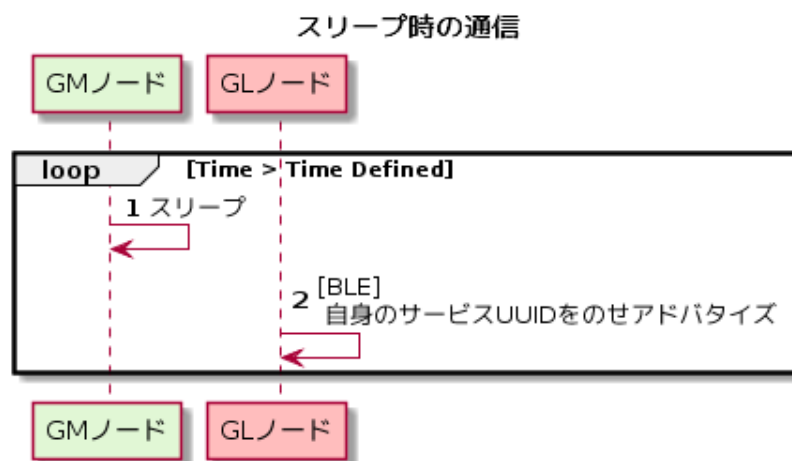 スリープ時の通信
GMノード GLノード
loop [Time > Time Defined]
1 スリープ
2 [BLE]
自身のサービスUUIDをのせアドバタイズ
GMノード GLノード